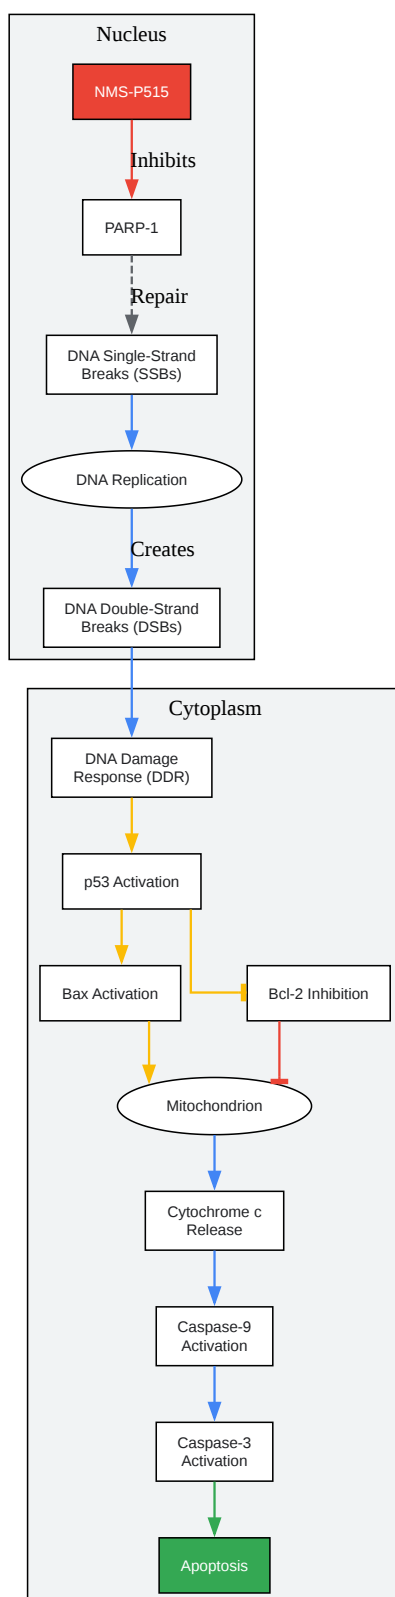 Nucleus
NMS-P515
Inhibits
PARP-1
Repair
DNA Single-Strand
Breaks (SSBs)
DNA Replication
Creates
DNA Double-Strand
Breaks (DSBs)
Cytoplasm
DNA Damage
Response (DDR)
p53 Activation
Bax Activation
Bcl-2 Inhibition
Mitochondrion
Cytochrome c
Release
Caspase-9
Activation
Caspase-3
Activation
Apoptosis